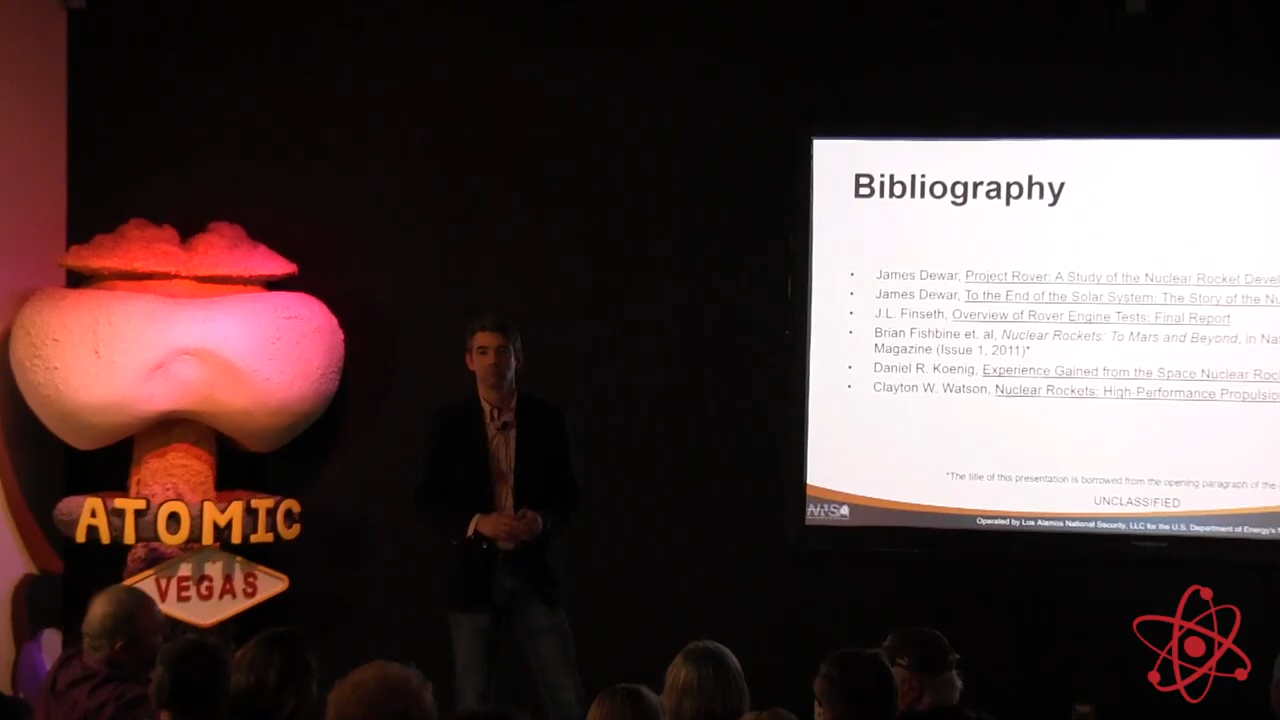 Bibliography
• James Dewar, Project Rover: A Study of the Nuclear Rocket Devel
• James Dewar, To the End of the Solar System: The Story of the Nu
• J.L. Finseth, Overview of Rover Engine Tests: Final Report
• Brian Fishbine et. al, Nuclear Rockets: To Mars and Beyond, in Nat
Magazine (Issue 1, 2011)*
• Daniel R. Koenig, Experience Gained from the Space Nuclear Roc
• Clayton W. Watson, Nuclear Rockets: High-Performance Propulsio
*The title of this presentation is borrowed from the opening paragraph of the
UNCLASSIFIED
Operated by Los Alamos National Security, LLC for the U.S. Department of Energy's
ATOMIC
VEGAS